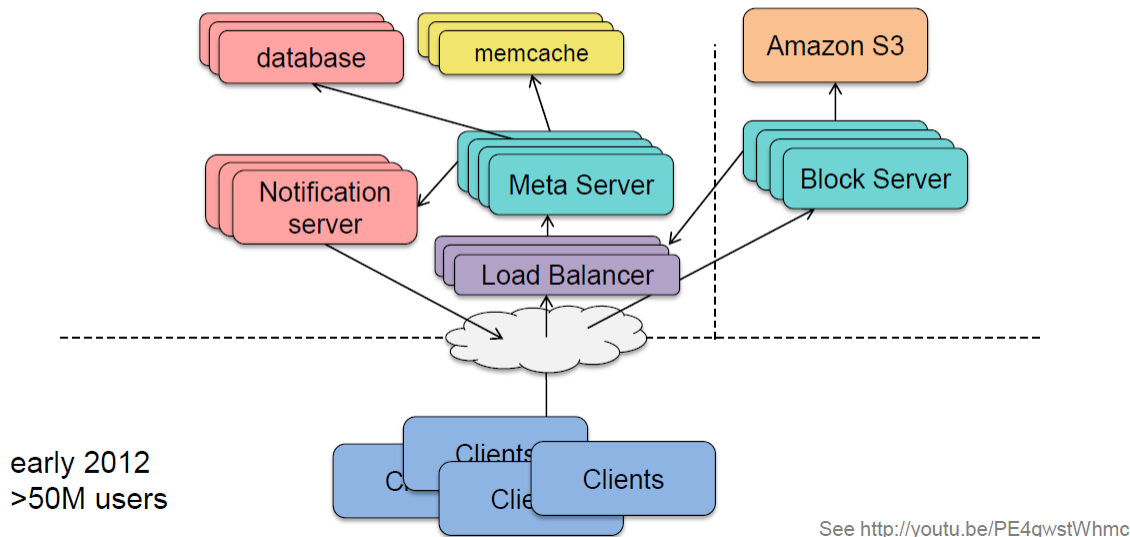 database
memcache
Amazon S3
Notification
server
Meta Server
Block Server
Load Balancer
Clients
Clients
early 2012
>50M users
See http://youtu.be/PE4gwstWhmc